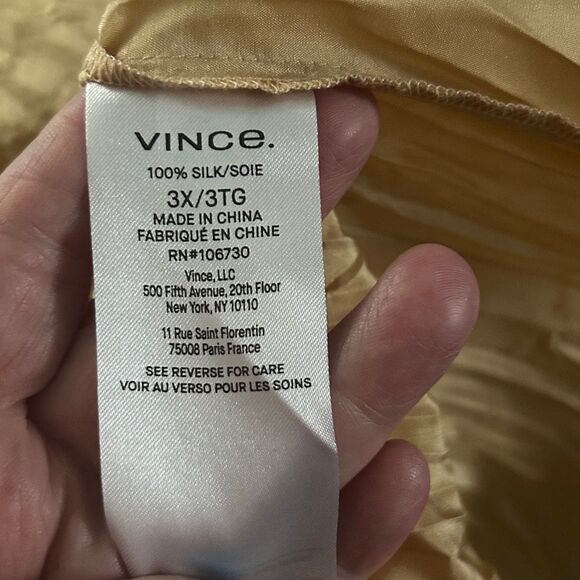 VINCE.
100% SILK/SOIE
3X/3TG
MADE IN CHINA
FABRIQUÉ EN CHINE
RN#106730
Vince, LLC
500 Fifth Avenue, 20th Floor
New York, NY 10110
11 Rue Saint Florentin
75008 Paris France
SEE REVERSE FOR CARE
VOIR AU VERSO POUR LES SOINS